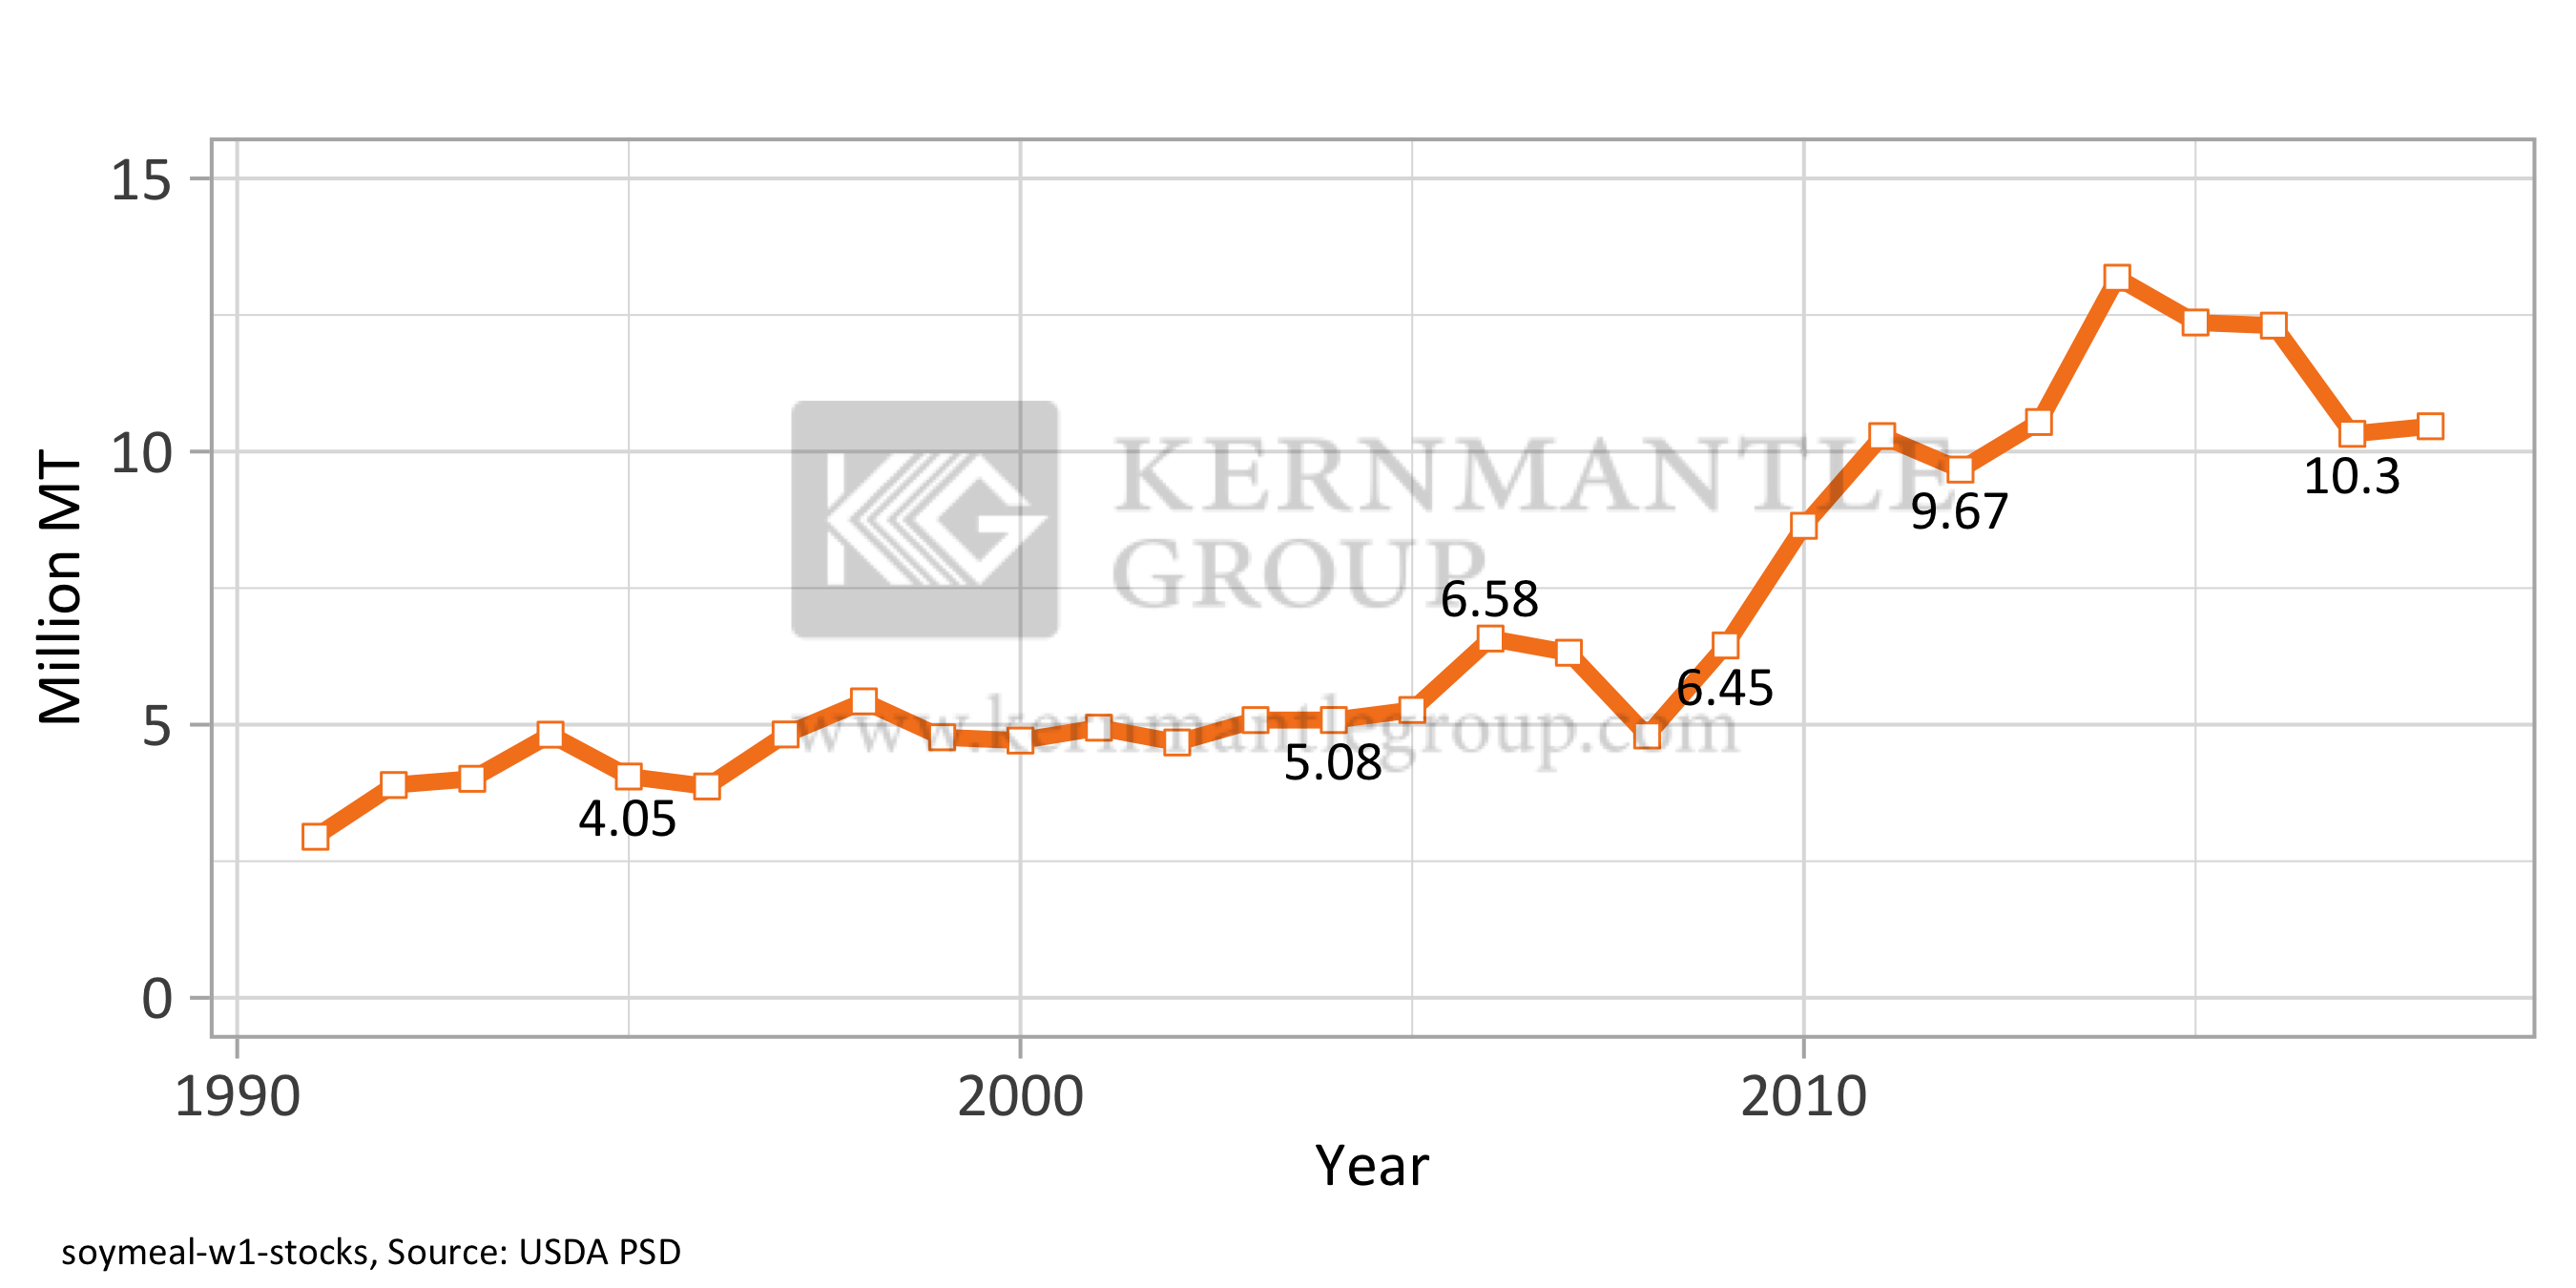 15
10
5
0
Million MT
KG
KERNMANTLE
GROUP
www.kernmantlegroup.com
4.05
5.08
6.58
6.45
9.67
10.3
1990
2000
2010
Year
soymeal-w1-stocks, Source: USDA PSD